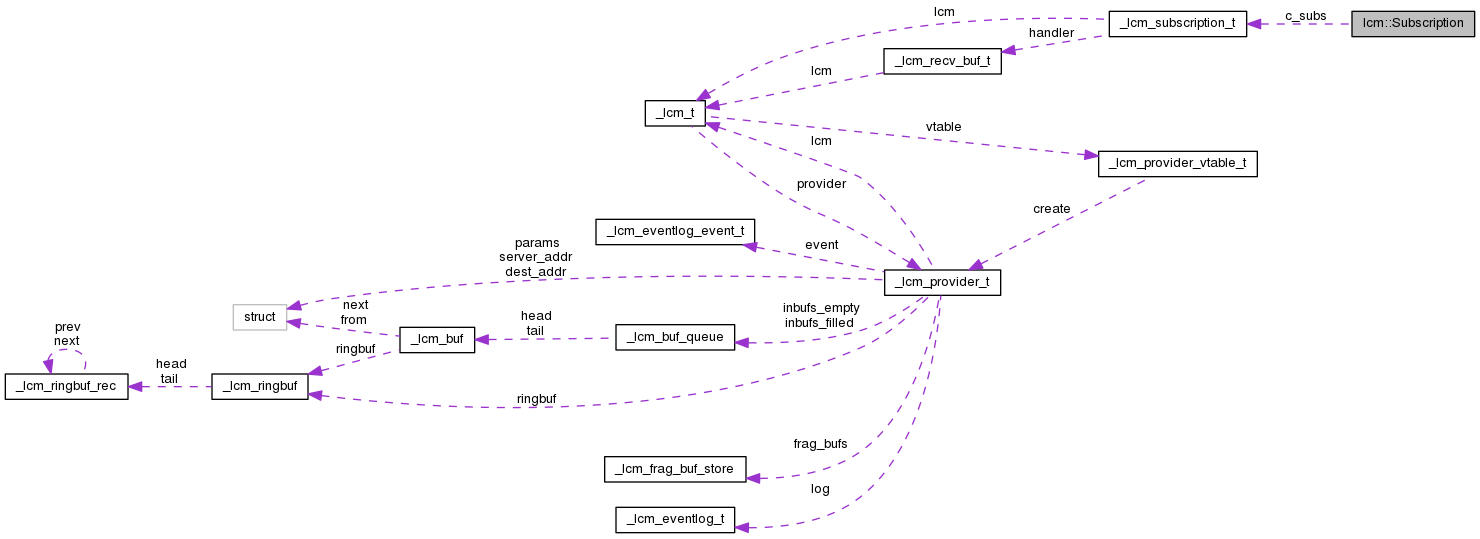 lcm
c_subs
lcm::Subscription
_lcm_subscription_t
handler
_lcm_recv_buf_t
lcm
_lcm_t
vtable
lcm
_lcm_provider_vtable_t
provider
create
_lcm_eventlog_event_t
event
params
server_addr
dest_addr
_lcm_provider_t
next
from
struct
inbufs_empty
inbufs_filled
head
tail
_lcm_buf_queue
_lcm_buf
prev
next
ringbuf
head
tail
_lcm_ringbuf_rec
_lcm_ringbuf
ringbuf
frag_bufs
_lcm_frag_buf_store
log
_lcm_eventlog_t